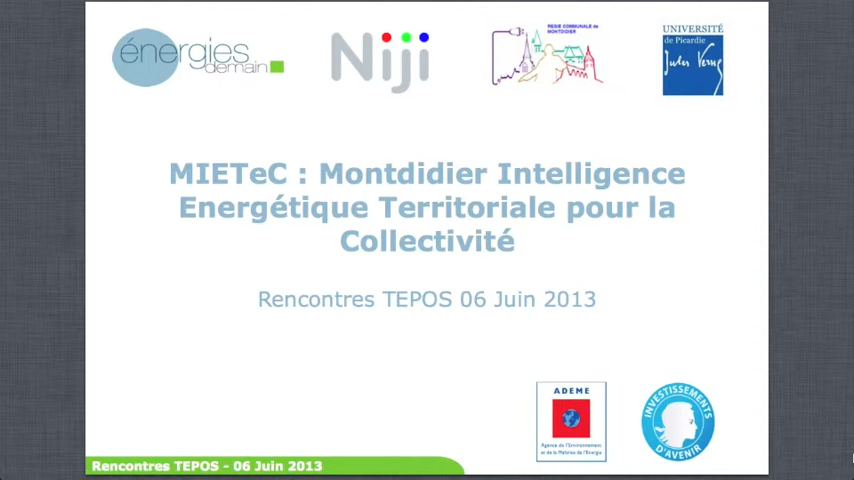 énergies
demain
Niji
REGIE COMMUNALE de
MONTDIDIER
UNIVERSITÉ
de Picardie
Jules Verne
MIETeC : Montdidier Intelligence
Energétique Territoriale pour la
Collectivité
Rencontres TEPOS 06 Juin 2013
ADEME
Agence de l'Environnement
et de la Maîtrise de l'Energie
INVESTISSEMENTS
D'AVENIR
Rencontres TEPOS - 06 Juin 2013